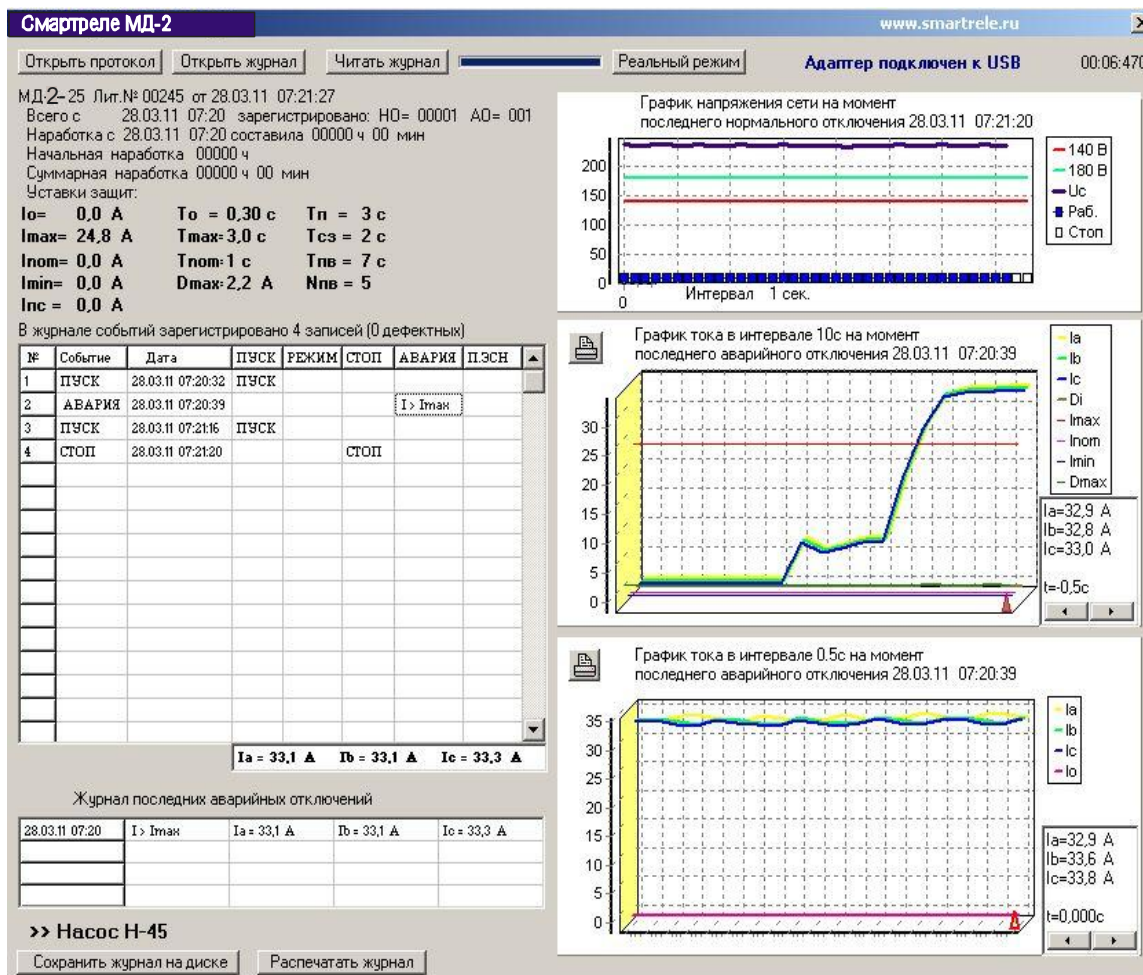 Смартреле МД-2
www.smartrele.ru
Открыть протокол Открыть журнал Читать журнал Реальный режим Адаптер подключен к USB 00:06:470
МД-2-25 Лит.№ 00245 от 28.03.11 07:21:27
Всего с 28.03.11 07:20 зарегистрировано: НО= 00001 АО= 001
Наработка с 28.03.11 07:20 составила 00000 ч 00 мин
Начальная наработка 00000 ч
Суммарная наработка 00000 ч 00 мин
Уставки защит:
Io= 0,0 А То = 0,30 с Тп = 3 с
Imax= 24,8 А Tmax= 3,0 с Тсз = 2 с
Inom= 0,0 А Tnom= 1 с Тпв = 7 с
Imin= 0,0 А Dmax= 2,2 А Nпв = 5
Iпс = 0,0 А
В журнале событий зарегистрировано 4 записей (0 дефектных)
№ Событие Дата ПУСК РЕЖИМ СТОП АВАРИЯ П.ЭСН
1 ПУСК 28.03.11 07:20:32 ПУСК
2 АВАРИЯ 28.03.11 07:20:39 I > Imax
3 ПУСК 28.03.11 07:21:16 ПУСК
4 СТОП 28.03.11 07:21:20 СТОП
Ia = 33,1 А Ib = 33,1 А Ic = 33,3 А
Журнал последних аварийных отключений
28.03.11 07:20 I > Imax Ia = 33,1 А Ib = 33,1 А Ic = 33,3 А
>> Насос Н-45
Сохранить журнал на диске Распечатать журнал
График напряжения сети на момент
последнего нормального отключения 28.03.11 07:21:20
200
150
100
50
0
0
Интервал 1 сек.
140 В
180 В
Uc
Раб.
Стоп
График тока в интервале 10с на момент
последнего аварийного отключения 28.03.11 07:20:39
30
25
20
15
10
5
0
Ia
Ib
Ic
Di
Imax
Inom
Imin
Dmax
Ia=32,9 А
Ib=32,8 А
Ic=33,0 А
t=-0,5с
График тока в интервале 0.5с на момент
последнего аварийного отключения 28.03.11 07:20:39
35
30
25
20
15
10
5
0
Ia
Ib
Ic
Io
Ia=32,9 А
Ib=33,6 А
Ic=33,8 А
t=0,000с